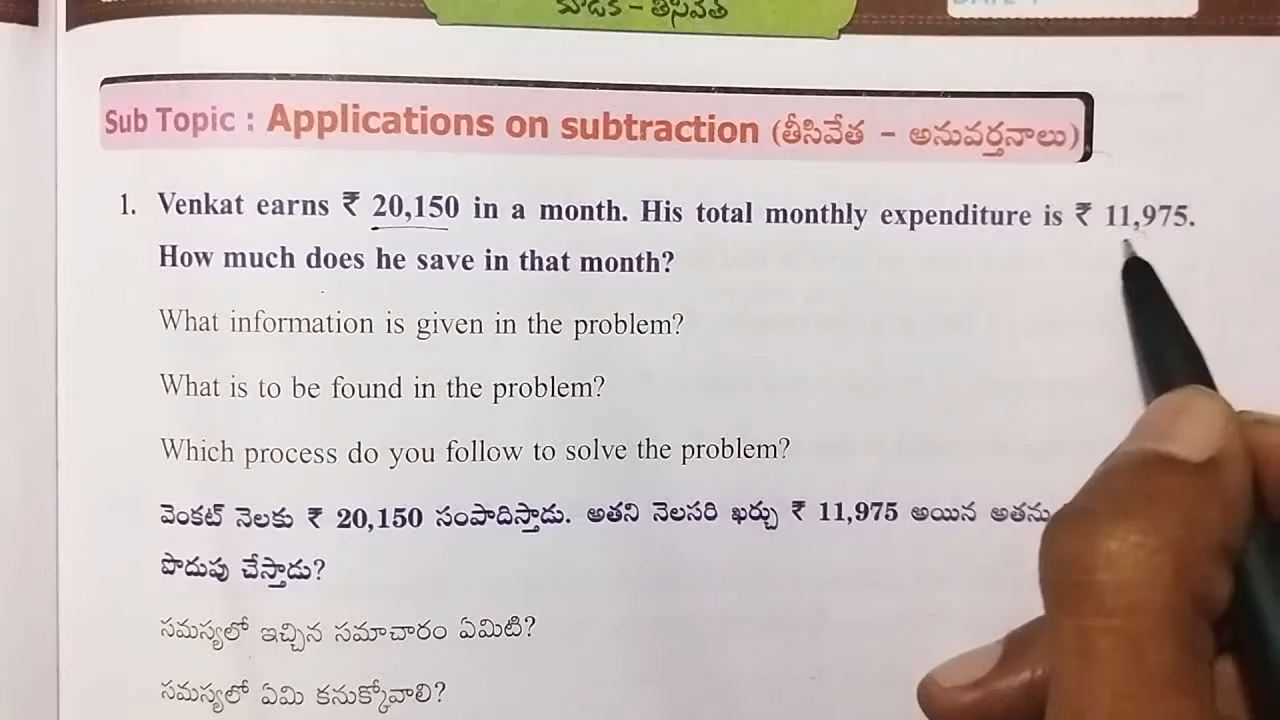 కూడిక – తీసివేత
Sub Topic : Applications on subtraction (తీసివేత – అనువర్తనాలు)
1. Venkat earns ₹ 20,150 in a month. His total monthly expenditure is ₹ 11,975.
How much does he save in that month?
What information is given in the problem?
What is to be found in the problem?
Which process do you follow to solve the problem?
వెంకట్ నెలకు ₹ 20,150 సంపాదిస్తాడు. అతని నెలసరి ఖర్చు ₹ 11,975 అయిన అతను
పొదుపు చేస్తాడు?
సమస్యలో ఇచ్చిన సమాచారం ఏమిటి?
సమస్యలో ఏమి కనుక్కోవాలి?